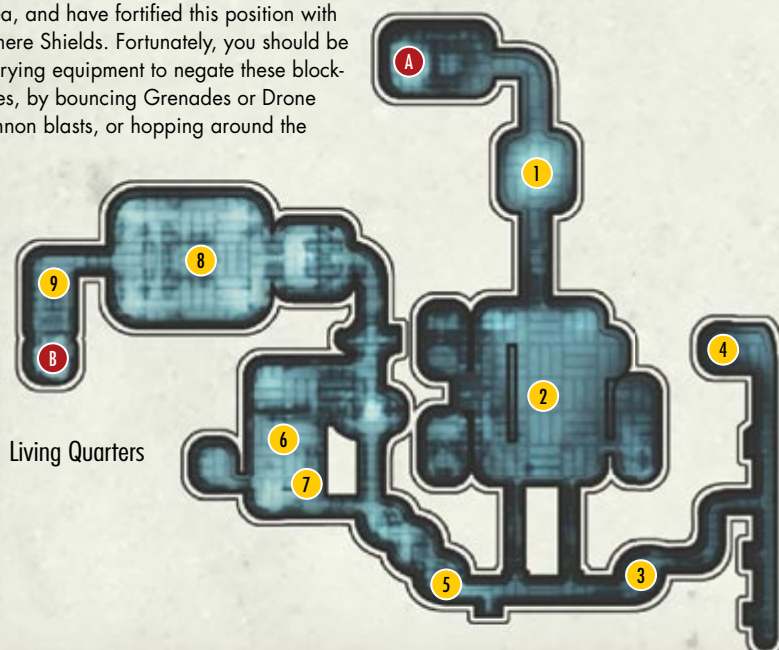 ea, and have fortified this position with
here Shields. Fortunately, you should be
rying equipment to negate these block-
es, by bouncing Grenades or Drone
nnon blasts, or hopping around the
A
1
8
9
4
B
2
6
Living Quarters
7
3
5